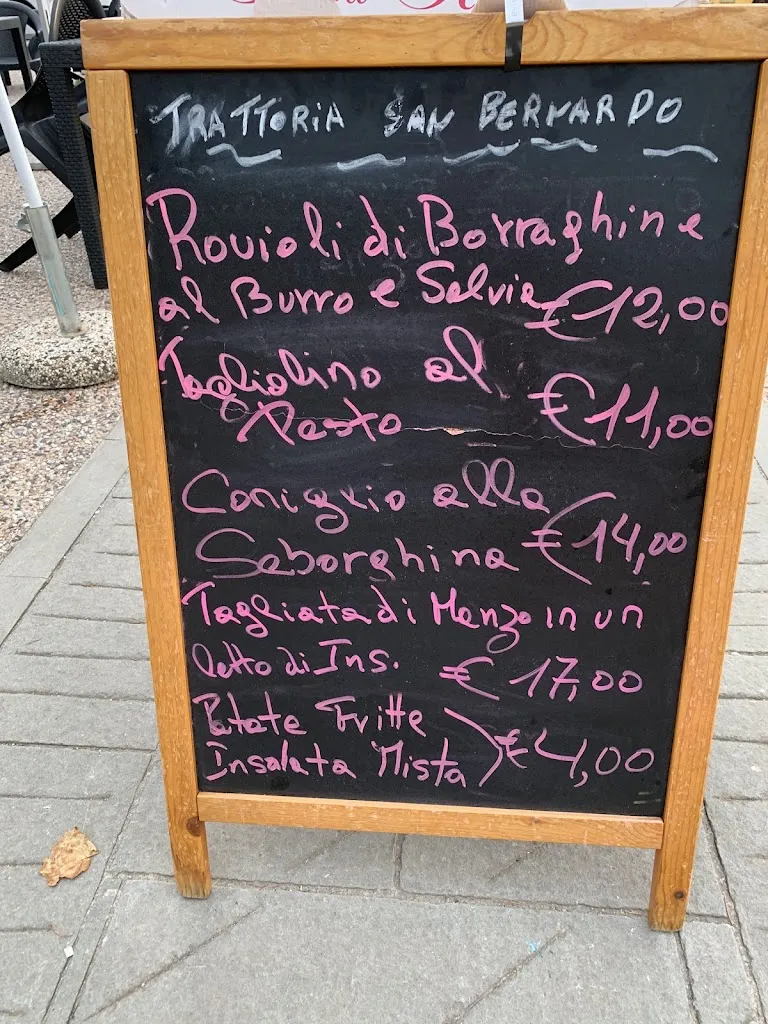 TRATTORIA SAN BERNARDO
Ravioli di Borraghine
al Burro e Salvia €12,00
Tagliolino al
Pesto €11,00
Coniglio alla
Seborghina €14,00
Tagliata di Manzo in un
letto di Ins. €17,00
Patate Fritte
Insalata Mista €4,00